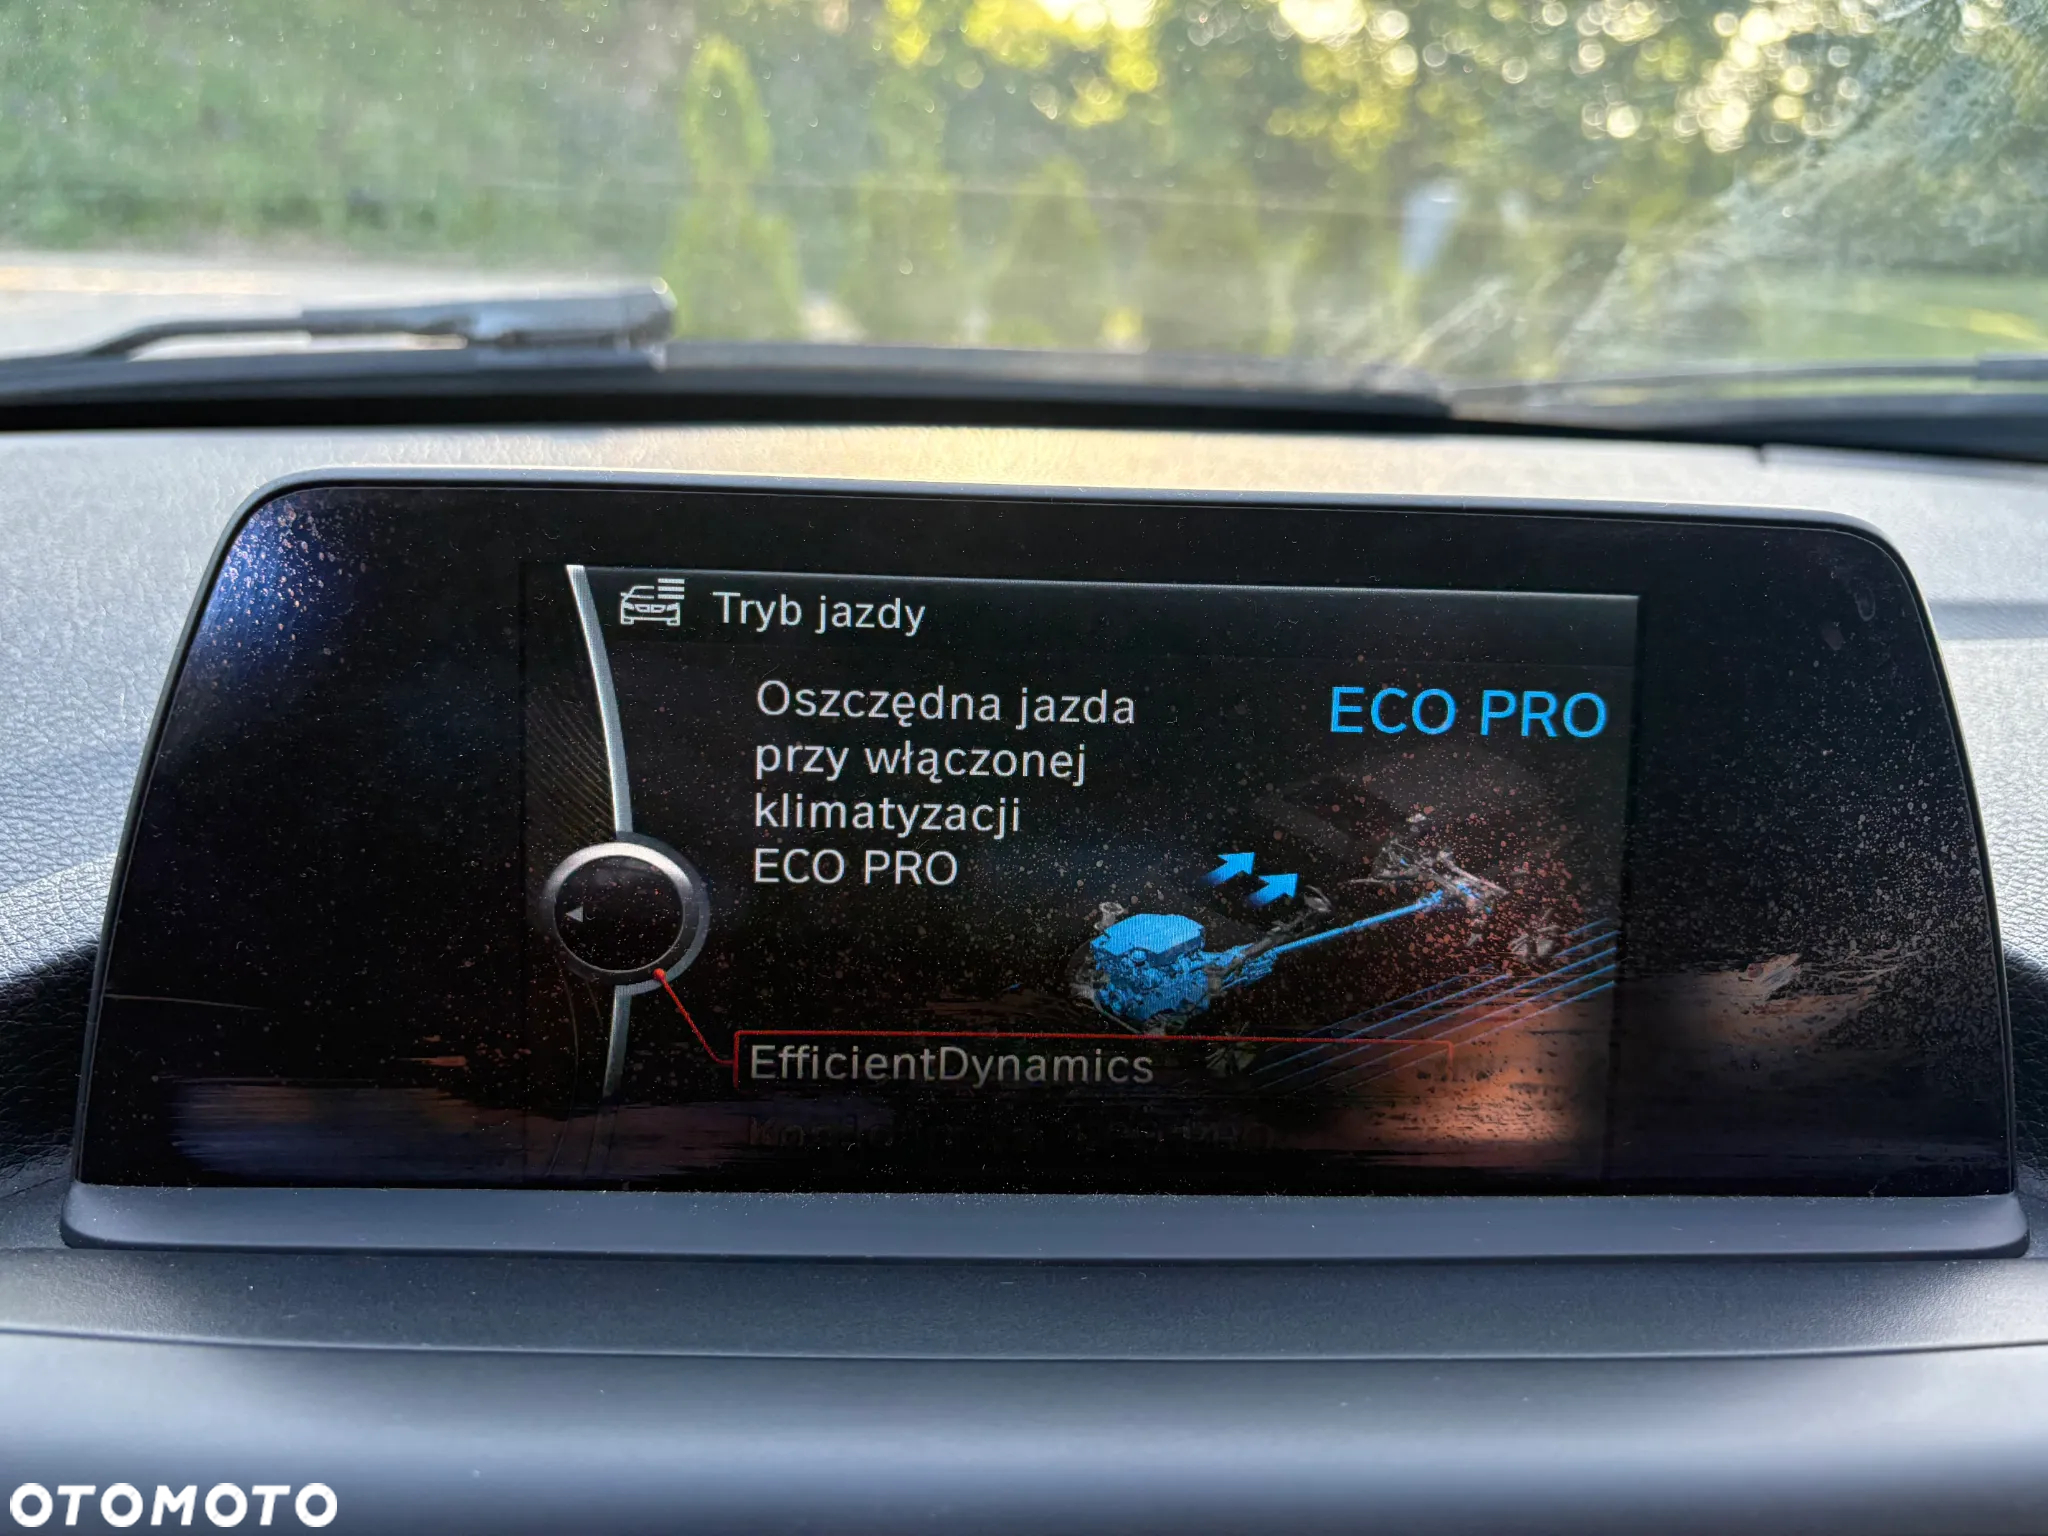 Tryb jazdy
Oszczędna jazda
przy włączonej
klimatyzacji
ECO PRO
ECO PRO
EfficientDynamics
OTOMOTO